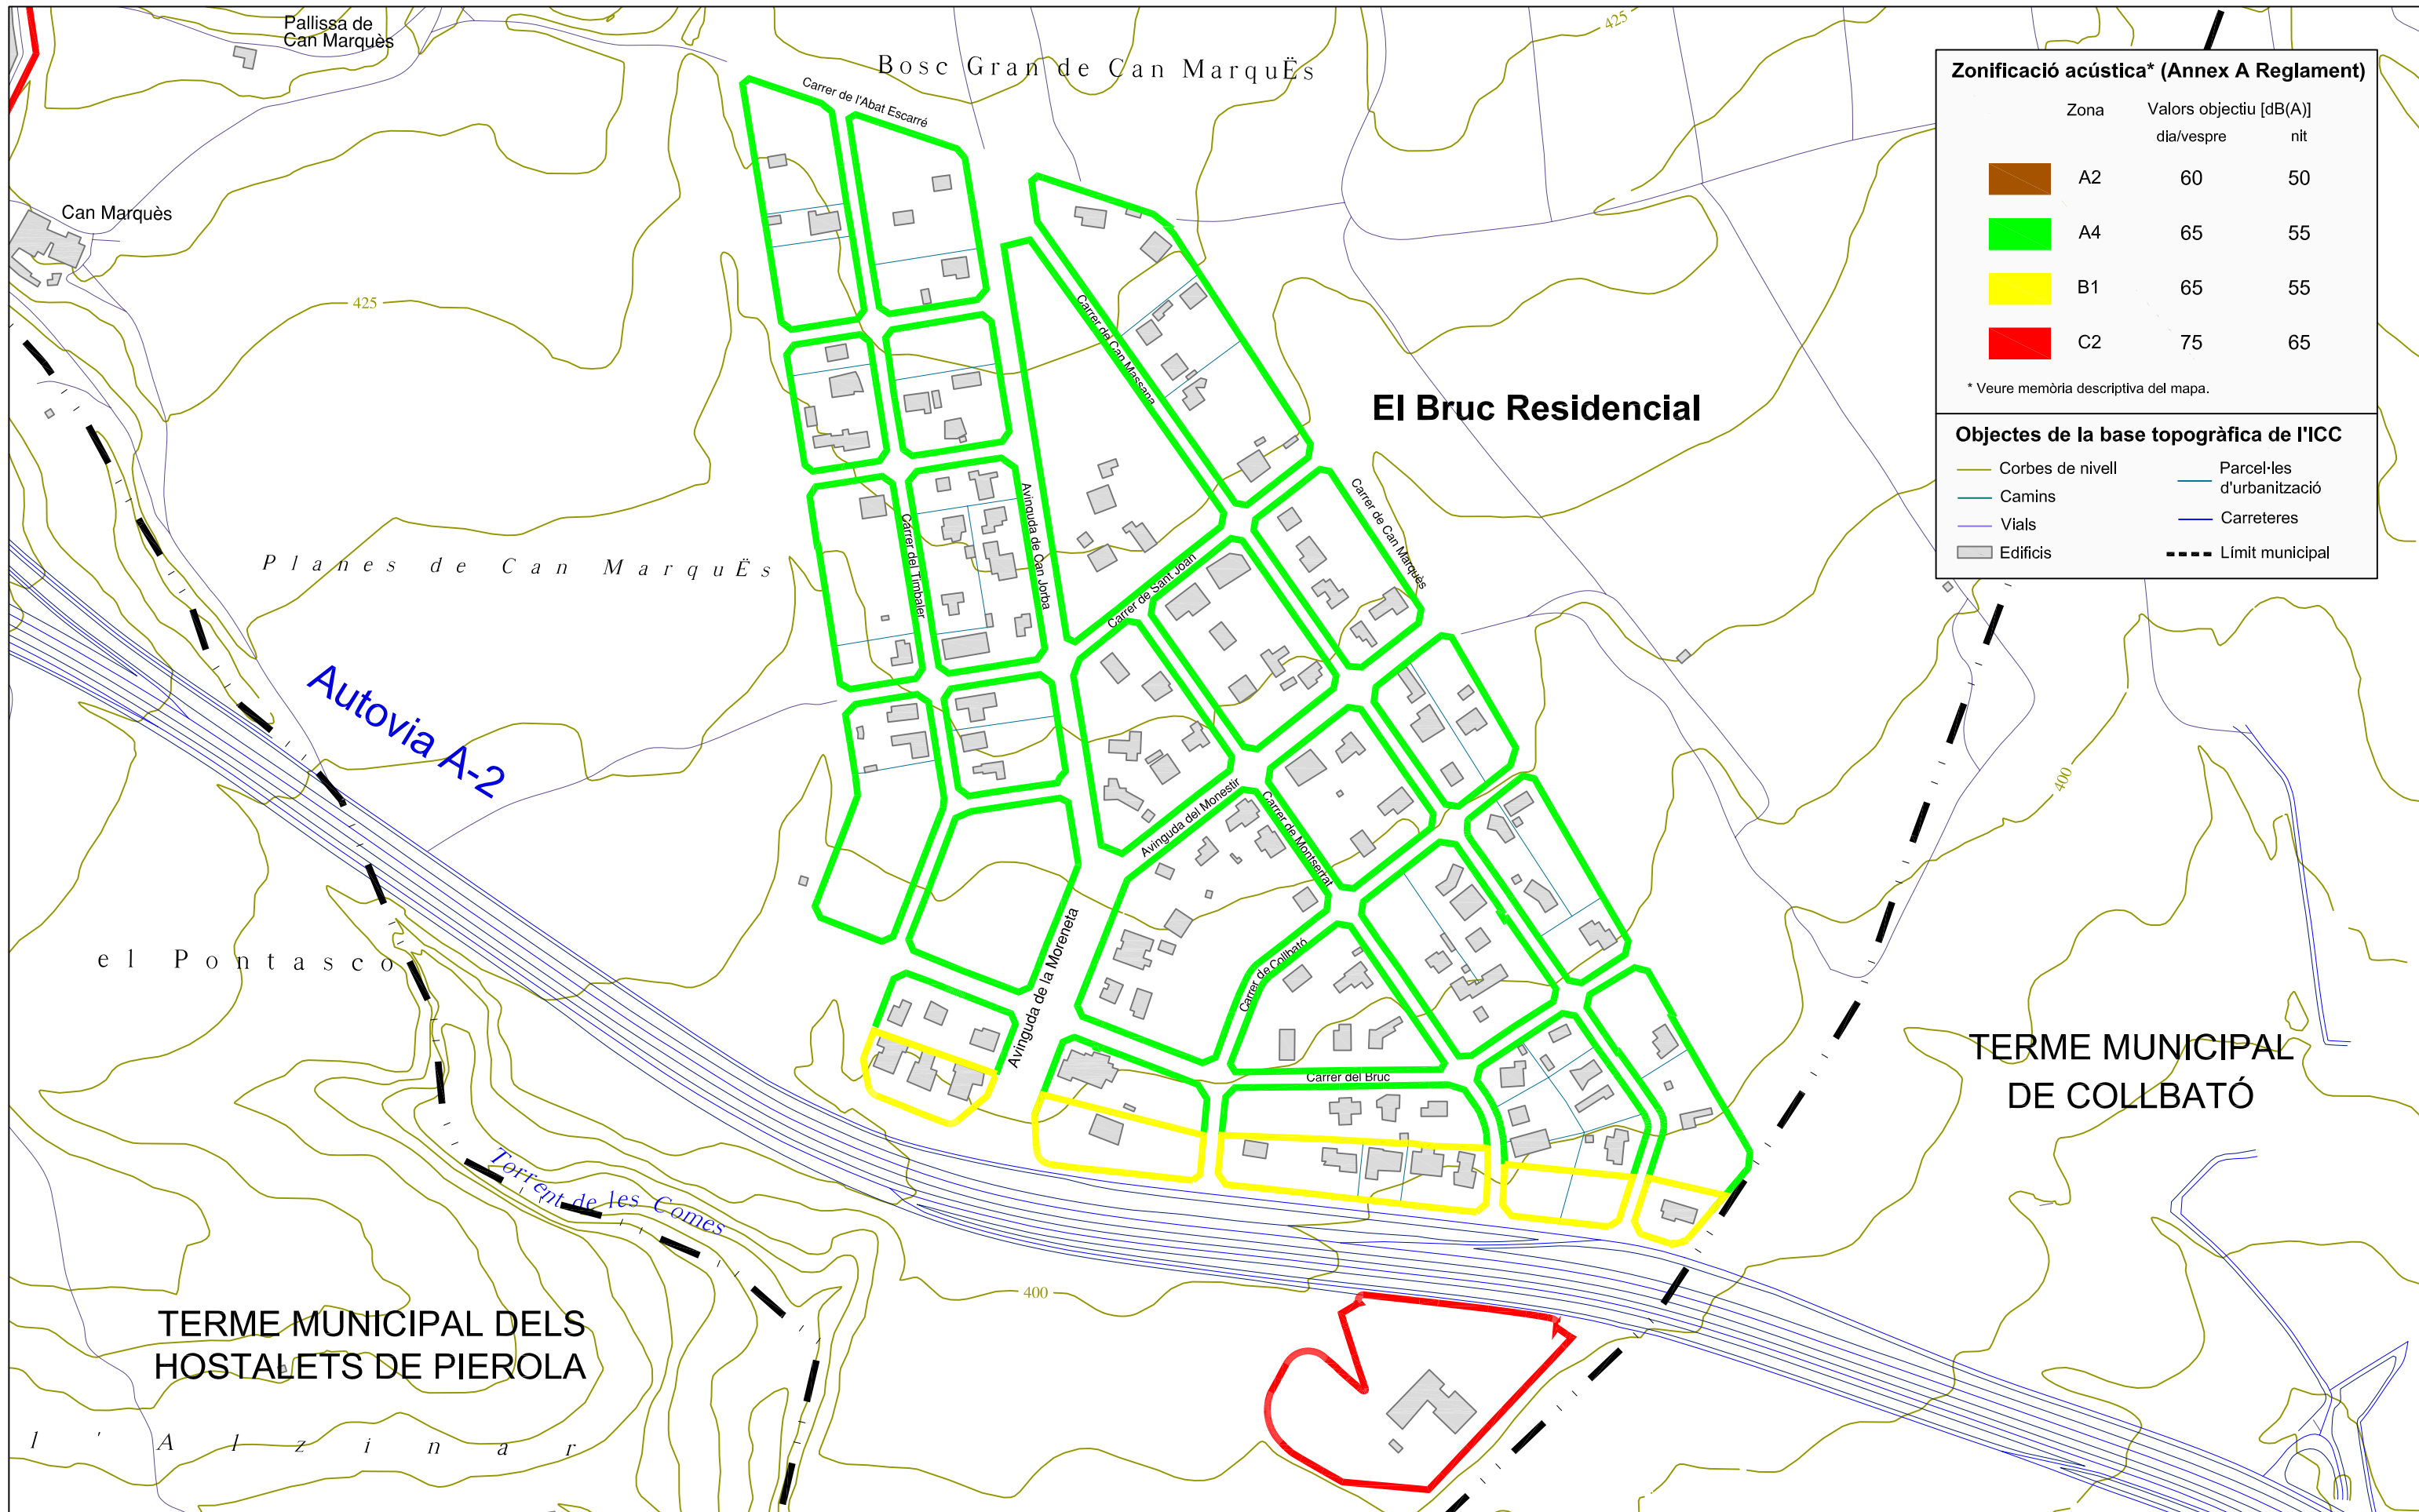 Pallissa de
Can Marquès
Bosc Gran de Can MarquËs
425
Carrer de l'Abat Escarré
Can Marquès
425
Carrer de Can Massana
El Bruc Residencial
Carrer de Can Marquès
Planes de Can MarquËs
Carrer del Timbaler
Avinguda de Can Jorba
Carrer de Sant Joan
Autovia A-2
Avinguda del Monestir
Carrer de Montserrat
400
el Pontasco
Avinguda de la Moreneta
Carrer de Collbató
Carrer del Bruc
TERME MUNICIPAL
DE COLLBATÓ
Torrent de les Comes
400
TERME MUNICIPAL DELS
HOSTALETS DE PIEROLA
l'Alzinar
Zonificació acústica* (Annex A Reglament)
Zona Valors objectiu [dB(A)]
dia/vespre nit
A2 60 50
A4 65 55
B1 65 55
C2 75 65
* Veure memòria descriptiva del mapa.
Objectes de la base topogràfica de l'ICC
Corbes de nivell
Camins
Vials
Edificis
Parcel·les
d'urbanització
Carreteres
Límit municipal